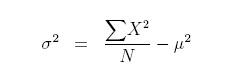 σ² = ∑X²/N − μ²